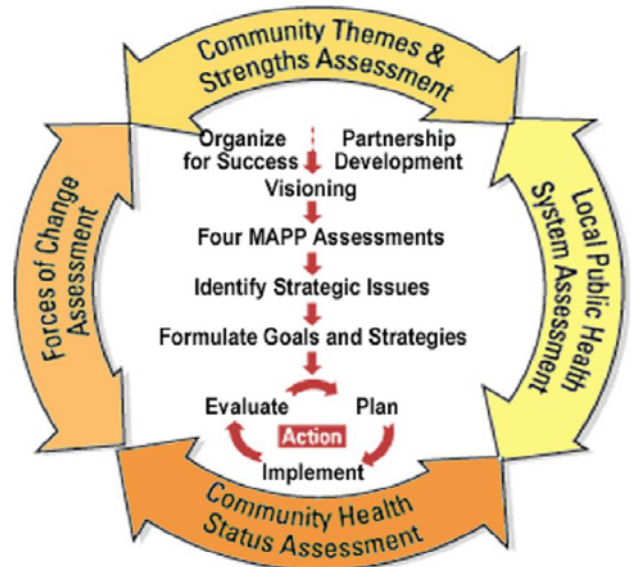 Community Themes &
Strengths Assessment
Organize
for Success
Partnership
Development
Visioning
Four MAPP Assessments
Identify Strategic Issues
Formulate Goals and Strategies
Evaluate
Plan
Action
Implement
Forces of Change
Assessment
Local Public Health
System Assessment
Community Health
Status Assessment